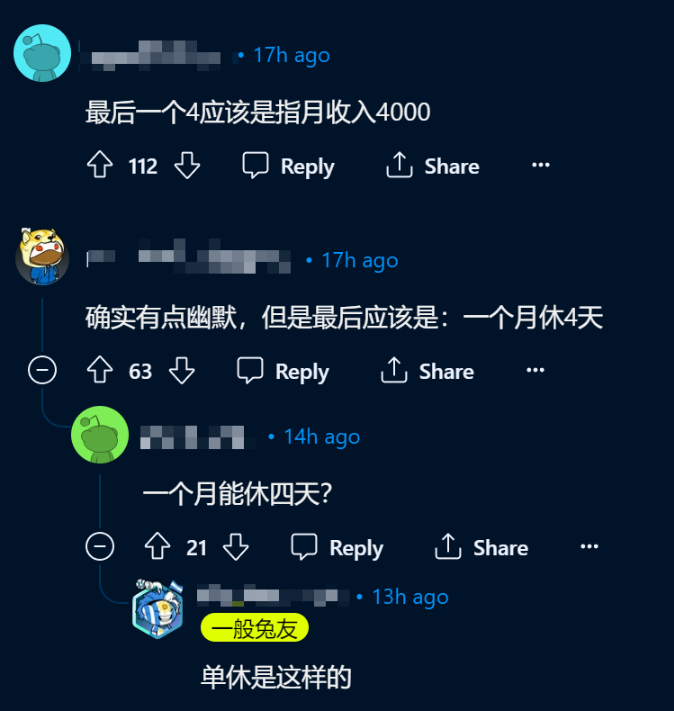 • 17h ago
最后一个4应该是指月收入4000
112 Reply Share ...
• 17h ago
确实有点幽默，但是最后应该是：一个月休4天
63 Reply Share ...
• 14h ago
一个月能休四天？
21 Reply Share ...
• 13h ago
一般兔友
单休是这样的